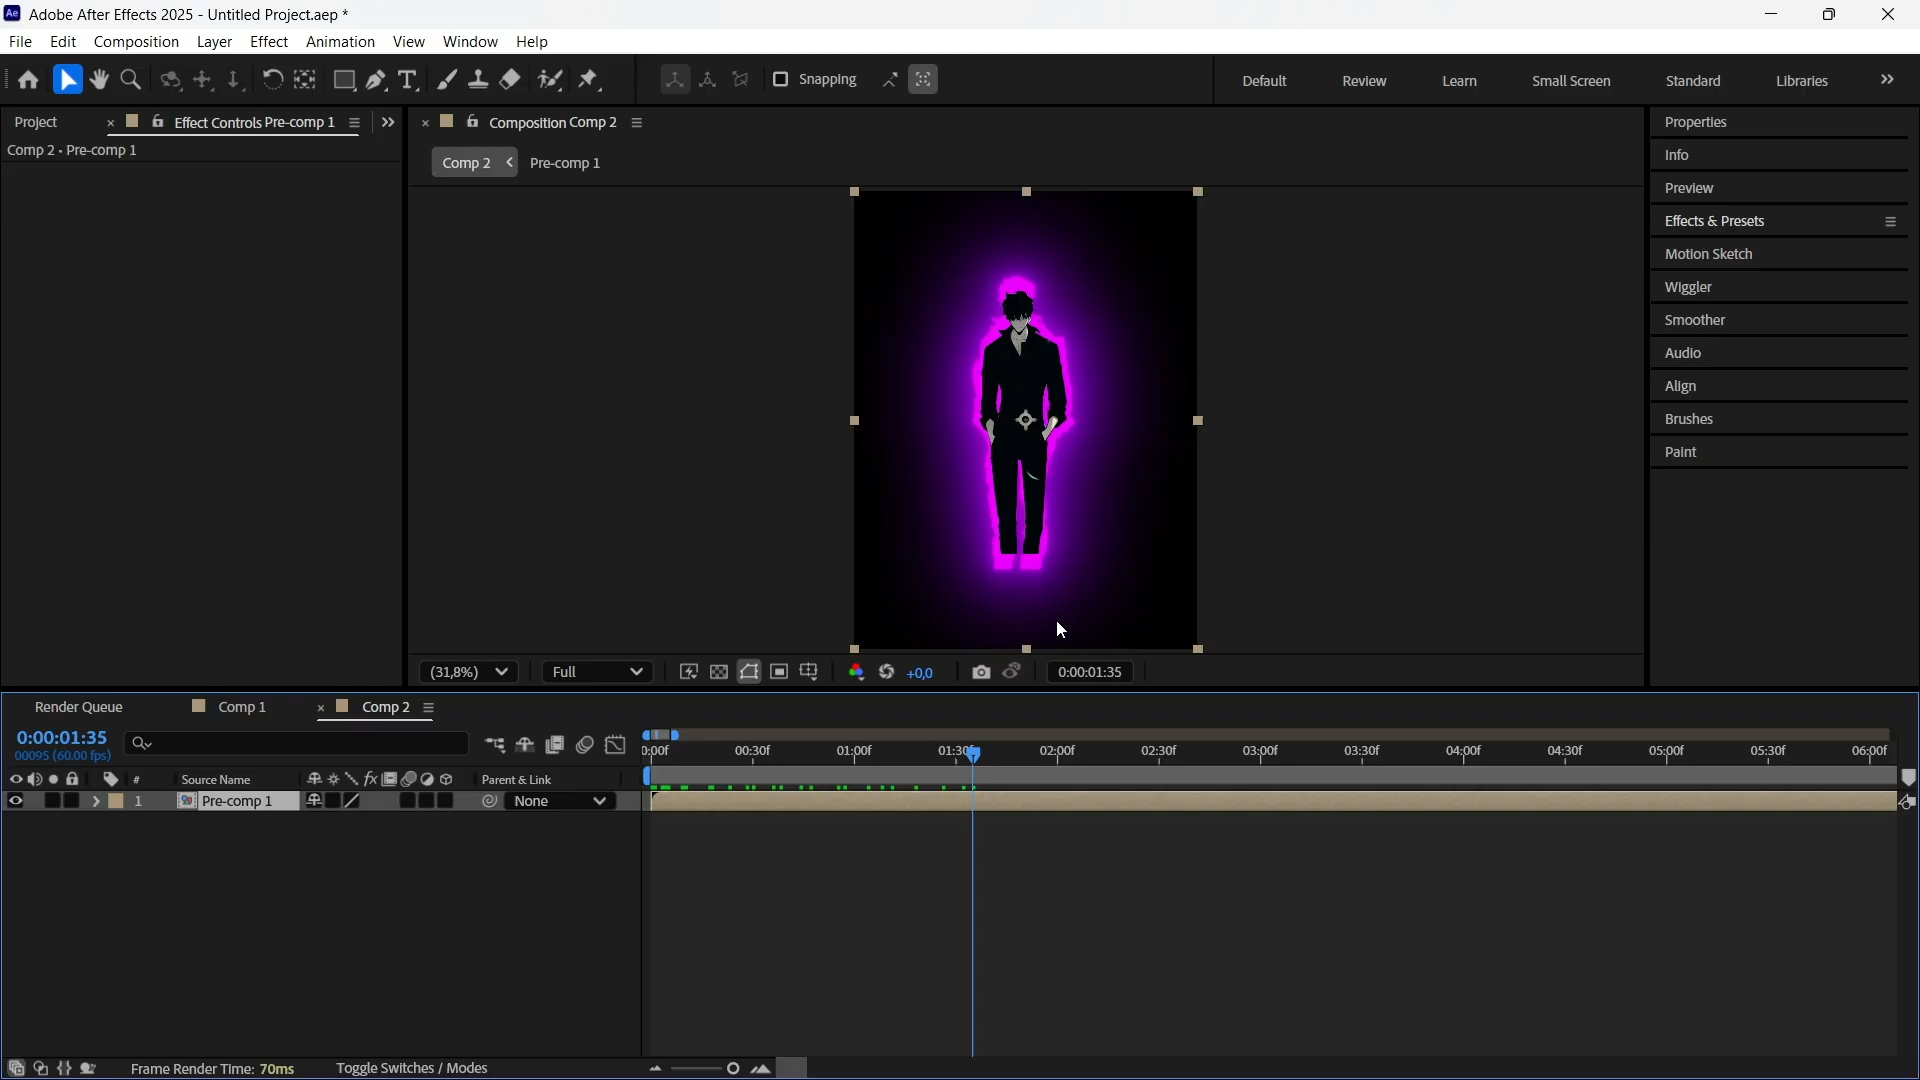 Ae Adobe After Effects 2025 - Untitled Project.aep *
File Edit Composition Layer Effect Animation View Window Help
Snapping Default Review Learn Small Screen Standard Libraries
Project × Effect Controls Pre-comp 1
Comp 2 • Pre-comp 1
× Composition Comp 2
Comp 2 Pre-comp 1
Properties
Info
Preview
Effects & Presets
Motion Sketch
Wiggler
Smoother
Audio
Align
Brushes
Paint
(31,8%) Full +0,0 0:00:01:35
Render Queue Comp 1 × Comp 2
0:00:01:35
00095 (60.00 fps)
0:00f 00:30f 01:00f 01:30f 02:00f 02:30f 03:00f 03:30f 04:00f 04:30f 05:00f 05:30f 06:00f
# Source Name fx Parent & Link
1 Pre-comp 1 None
Frame Render Time: 70ms Toggle Switches / Modes